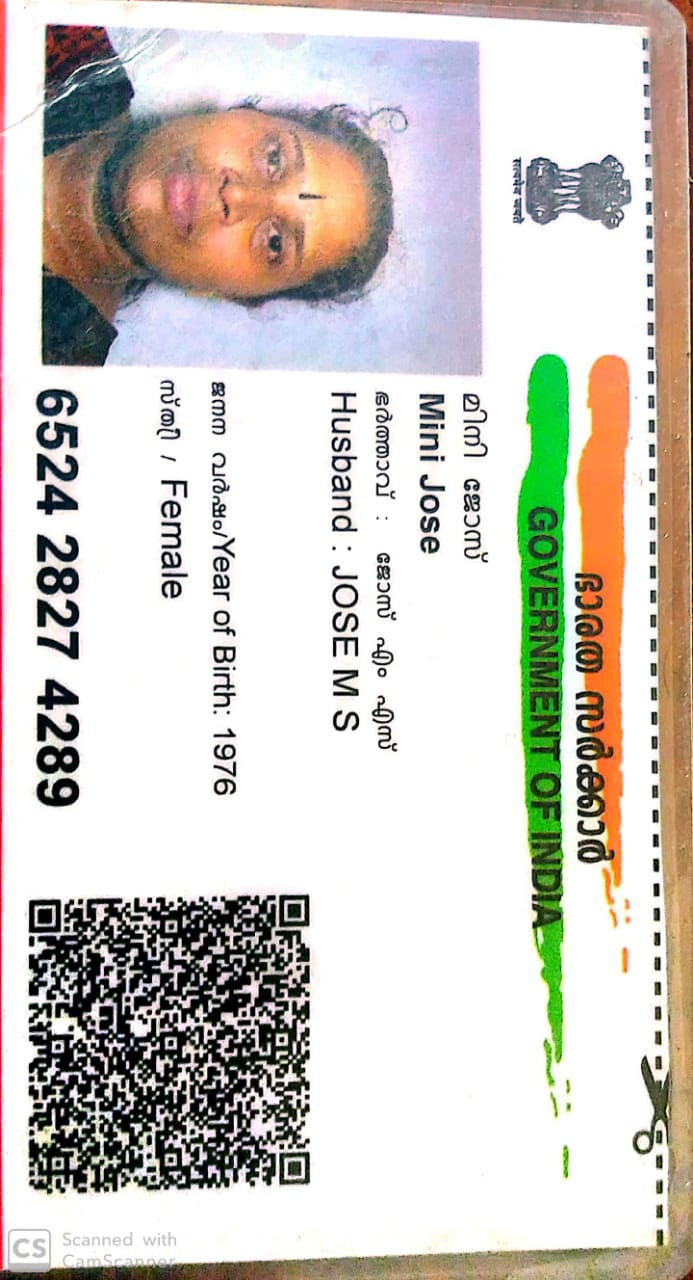 सत्यमेव जयते
ഭാരത സർക്കാർ
GOVERNMENT OF INDIA
മിനി ജോസ്
Mini Jose
ഭർത്താവ് : ജോസ് എം എസ്
Husband : JOSE M S
ജനന വർഷം/Year of Birth: 1976
സ്ത്രീ / Female
6524 2827 4289
CS
Scanned with
CamScanner